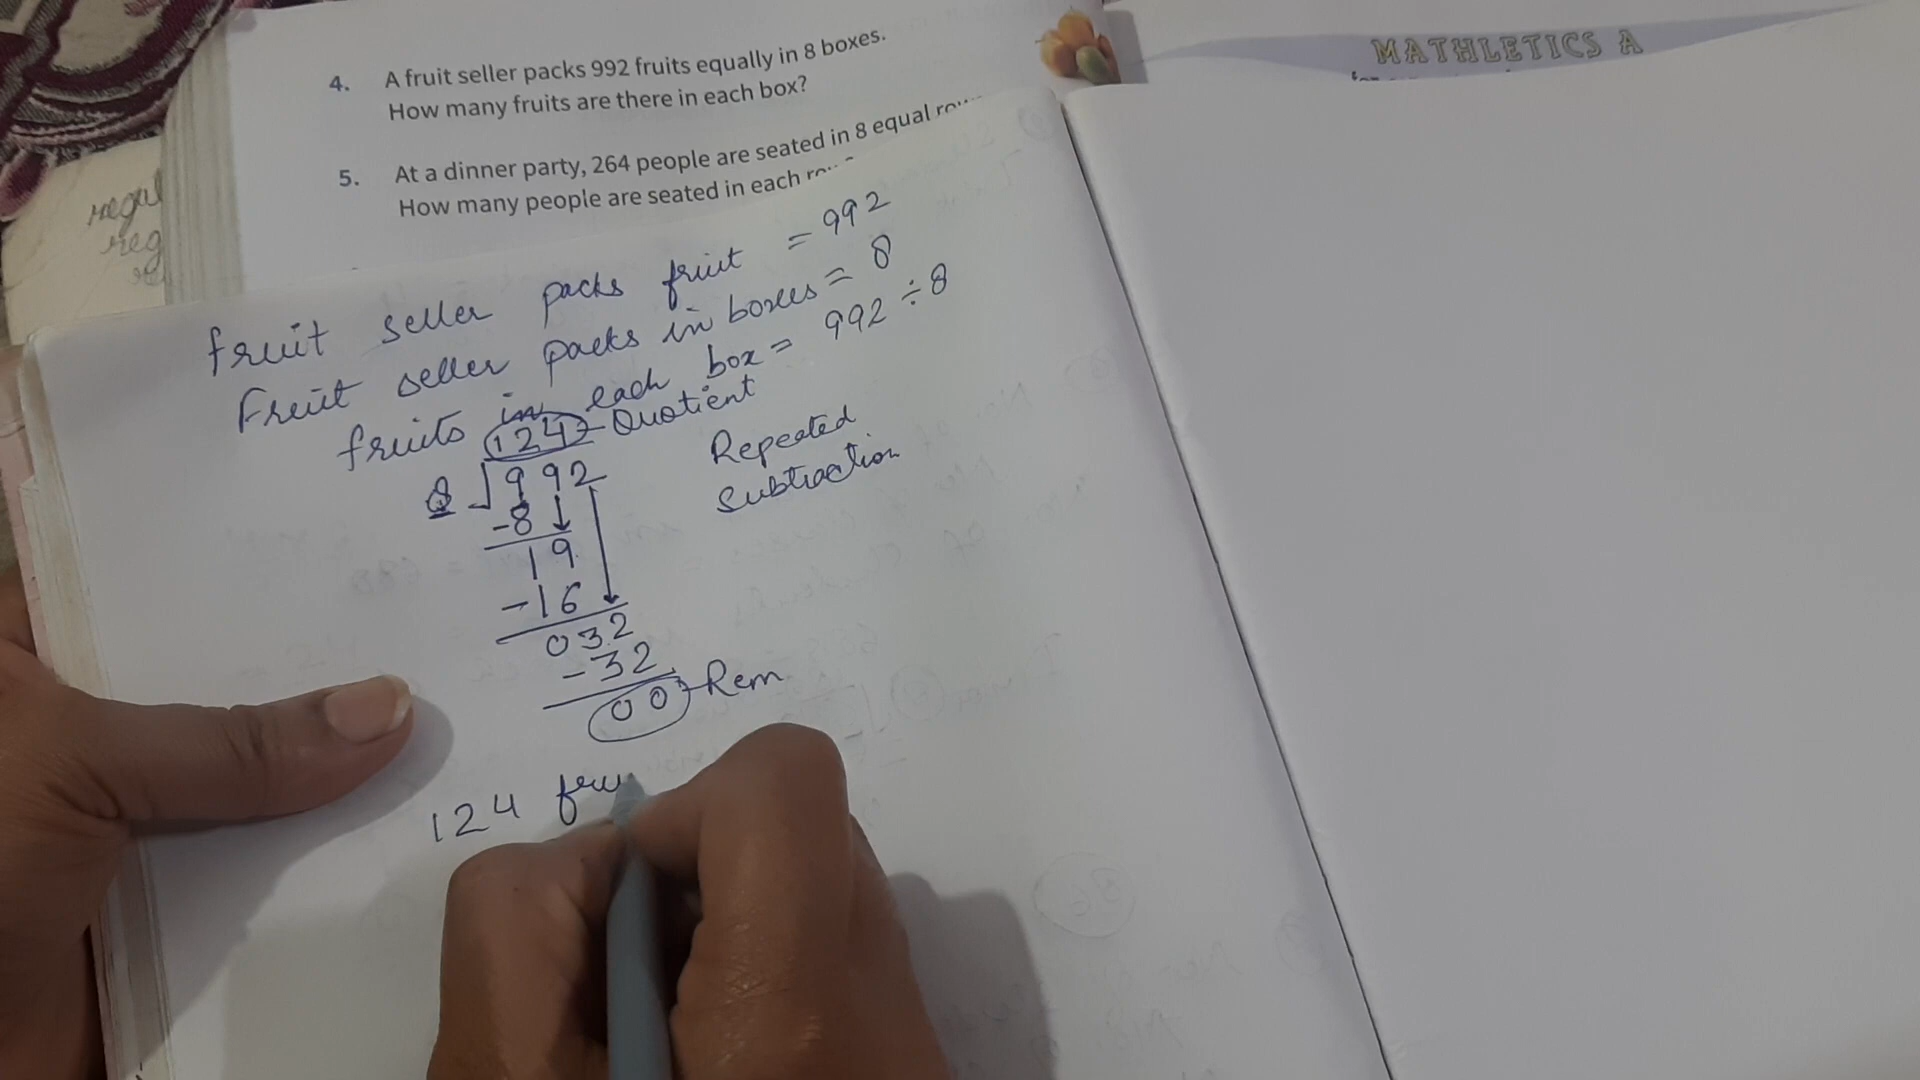 4. A fruit seller packs 992 fruits equally in 8 boxes.
How many fruits are there in each box?
5. At a dinner party, 264 people are seated in 8 equal
How many people are seated in each
MATHLETICS A
regul
reg
fruit seller packs fruit = 992
Fruit seller packs in boxes = 8
fruits in each box = 992 ÷ 8
124 Quotient
8 992
-8
19
-16
032
-32
00 Rem
Repeated
Subtraction
124 fru